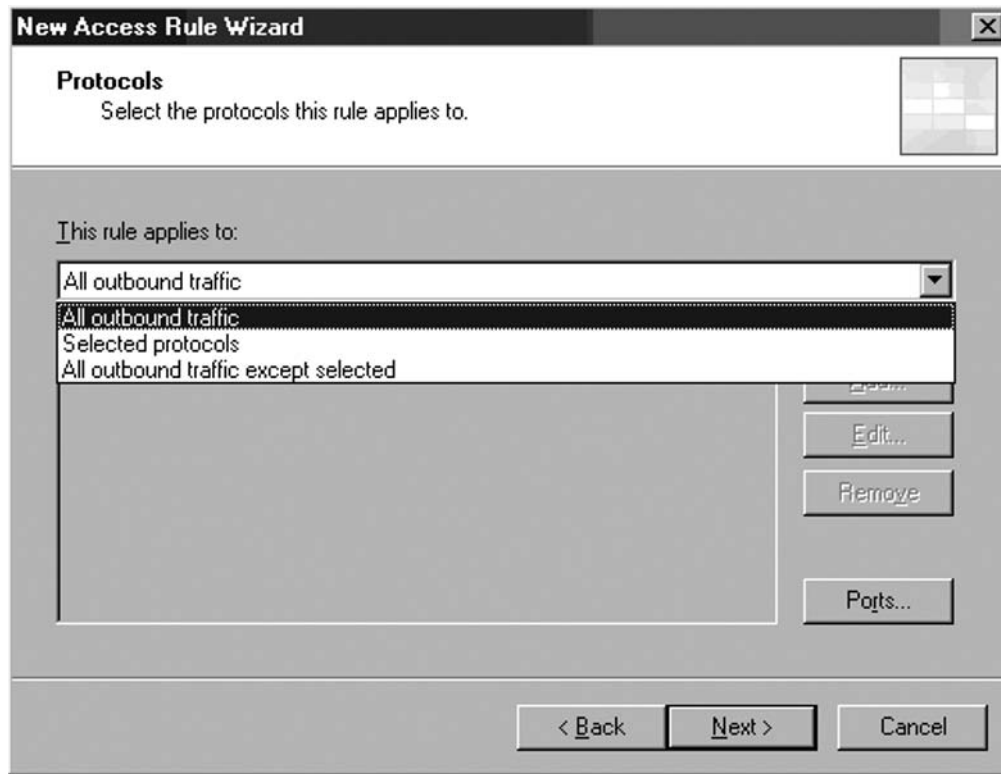 New Access Rule Wizard
Protocols
Select the protocols this rule applies to.
This rule applies to:
All outbound traffic
All outbound traffic
Selected protocols
All outbound traffic except selected
Edit...
Remove
Ports...
< Back
Next >
Cancel